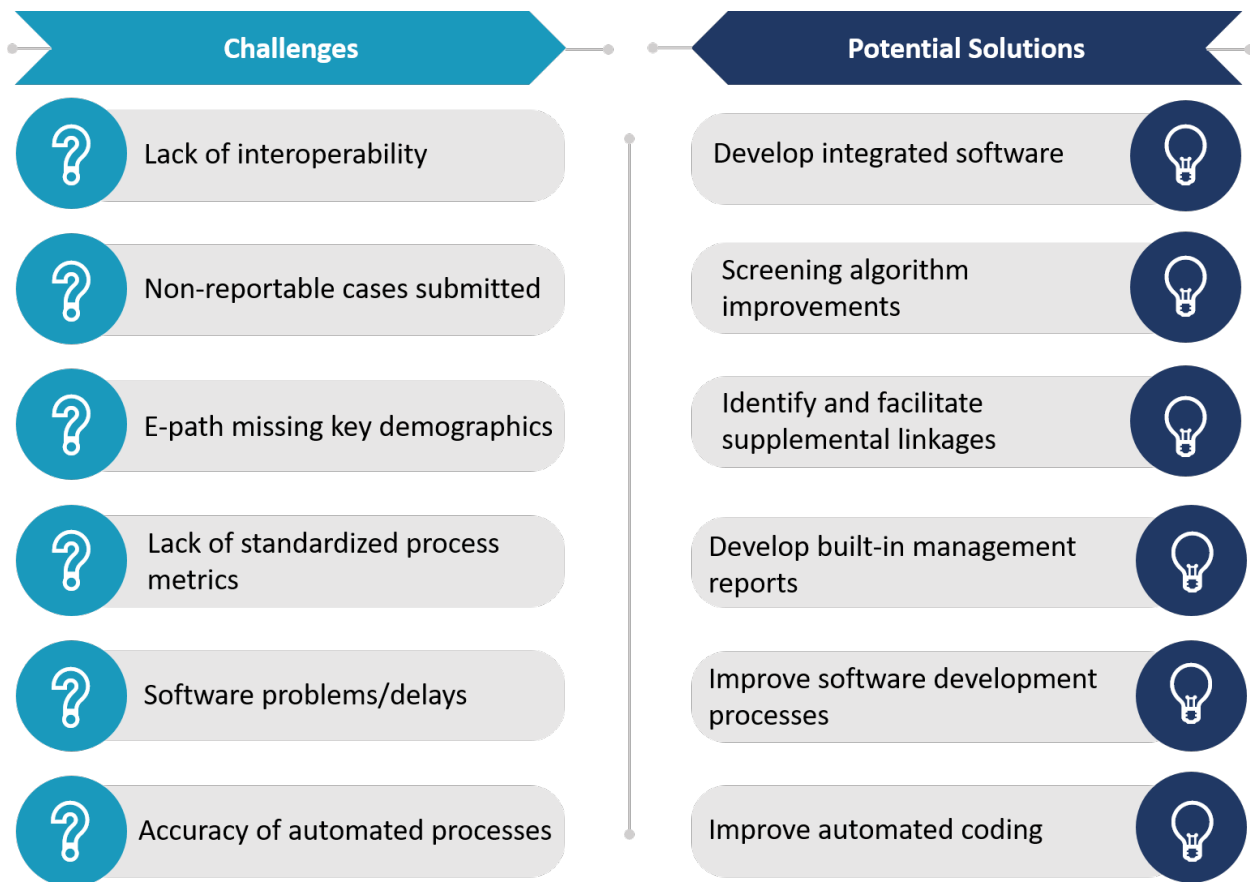 Challenges
Potential Solutions
Lack of interoperability
Develop integrated software
Non-reportable cases submitted
Screening algorithm
improvements
E-path missing key demographics
Identify and facilitate
supplemental linkages
Lack of standardized process
metrics
Develop built-in management
reports
Software problems/delays
Improve software development
processes
Accuracy of automated processes
Improve automated coding